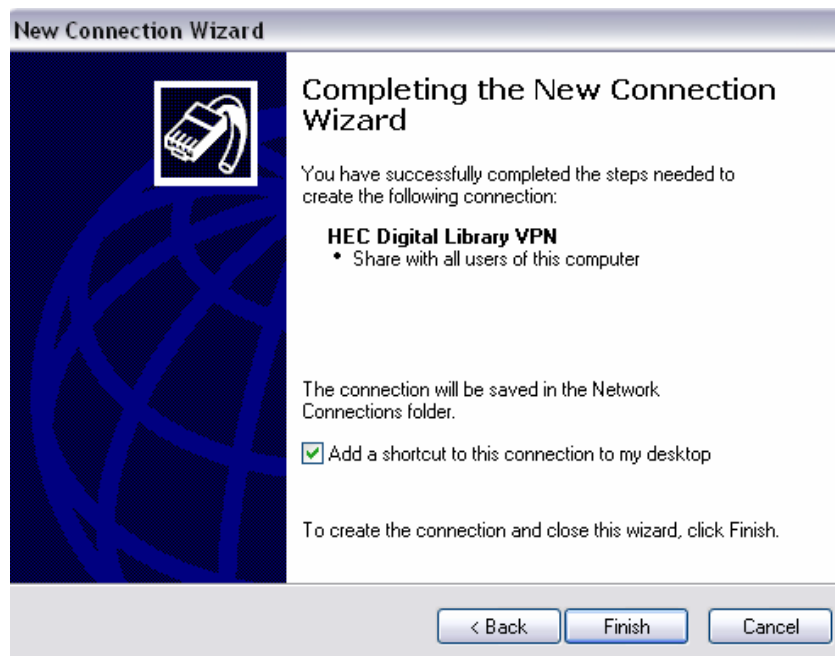 New Connection Wizard
Completing the New Connection
Wizard
You have successfully completed the steps needed to
create the following connection:
HEC Digital Library VPN
• Share with all users of this computer
The connection will be saved in the Network
Connections folder.
Add a shortcut to this connection to my desktop
To create the connection and close this wizard, click Finish.
< Back Finish Cancel